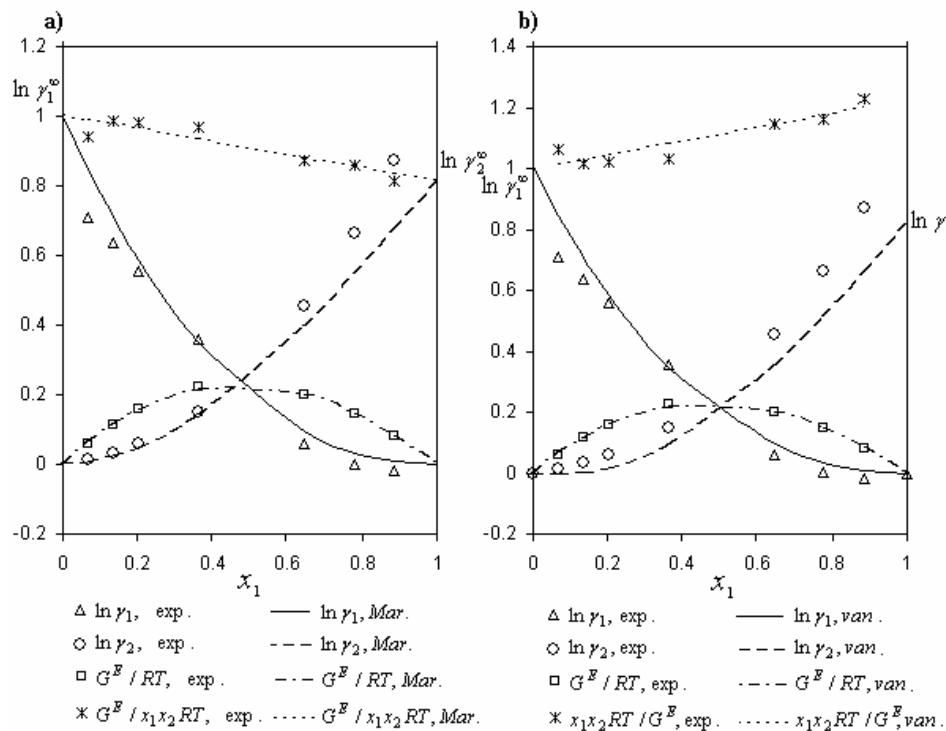 a)
1.2
ln γ₁∞
1
0.8
0.6
0.4
0.2
0
-0.2
0 0.2 0.4 0.6 0.8 1
x₁
ln γ₂∞
ln γ₁, exp.
ln γ₁, Mar.
ln γ₂, exp.
ln γ₂, Mar.
Gᴱ / RT, exp.
Gᴱ / RT, Mar.
Gᴱ / x₁x₂RT, exp.
Gᴱ / x₁x₂RT, Mar.
b)
1.4
1.2
1
ln γ₁∞
0.8
0.6
0.4
0.2
0
-0.2
0 0.2 0.4 0.6 0.8 1
x₁
ln γ
ln γ₁, exp.
ln γ₁, van.
ln γ₂, exp.
ln γ₂, van.
Gᴱ / RT, exp.
Gᴱ / RT, van.
x₁x₂RT / Gᴱ, exp.
x₁x₂RT / Gᴱ, van.